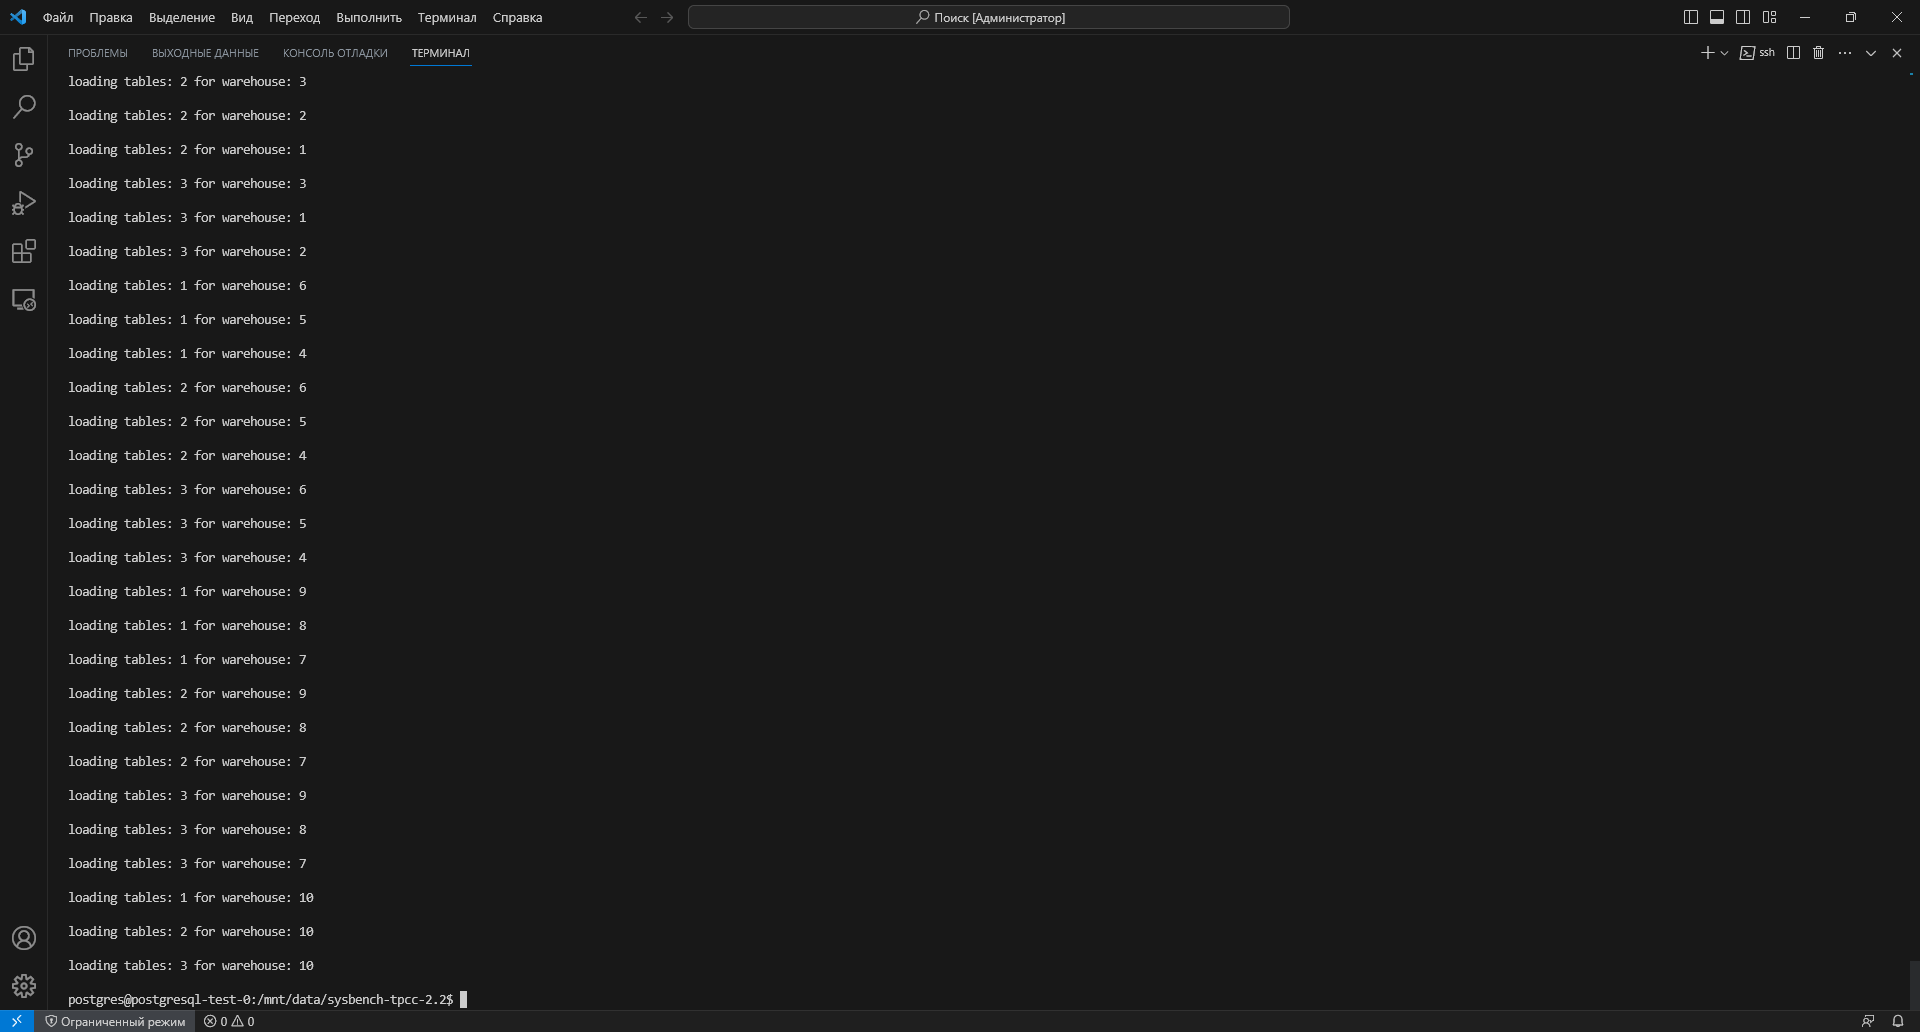 Файл Правка Выделение Вид Переход Выполнить Терминал Справка
Поиск [Администратор]
ПРОБЛЕМЫ ВЫХОДНЫЕ ДАННЫЕ КОНСОЛЬ ОТЛАДКИ ТЕРМИНАЛ
ssh
loading tables: 2 for warehouse: 3
loading tables: 2 for warehouse: 2
loading tables: 2 for warehouse: 1
loading tables: 3 for warehouse: 3
loading tables: 3 for warehouse: 1
loading tables: 3 for warehouse: 2
loading tables: 1 for warehouse: 6
loading tables: 1 for warehouse: 5
loading tables: 1 for warehouse: 4
loading tables: 2 for warehouse: 6
loading tables: 2 for warehouse: 5
loading tables: 2 for warehouse: 4
loading tables: 3 for warehouse: 6
loading tables: 3 for warehouse: 5
loading tables: 3 for warehouse: 4
loading tables: 1 for warehouse: 9
loading tables: 1 for warehouse: 8
loading tables: 1 for warehouse: 7
loading tables: 2 for warehouse: 9
loading tables: 2 for warehouse: 8
loading tables: 2 for warehouse: 7
loading tables: 3 for warehouse: 9
loading tables: 3 for warehouse: 8
loading tables: 3 for warehouse: 7
loading tables: 1 for warehouse: 10
loading tables: 2 for warehouse: 10
loading tables: 3 for warehouse: 10
postgres@postgresql-test-0:/mnt/data/sysbench-tpcc-2.2$
Ограниченный режим 0 0